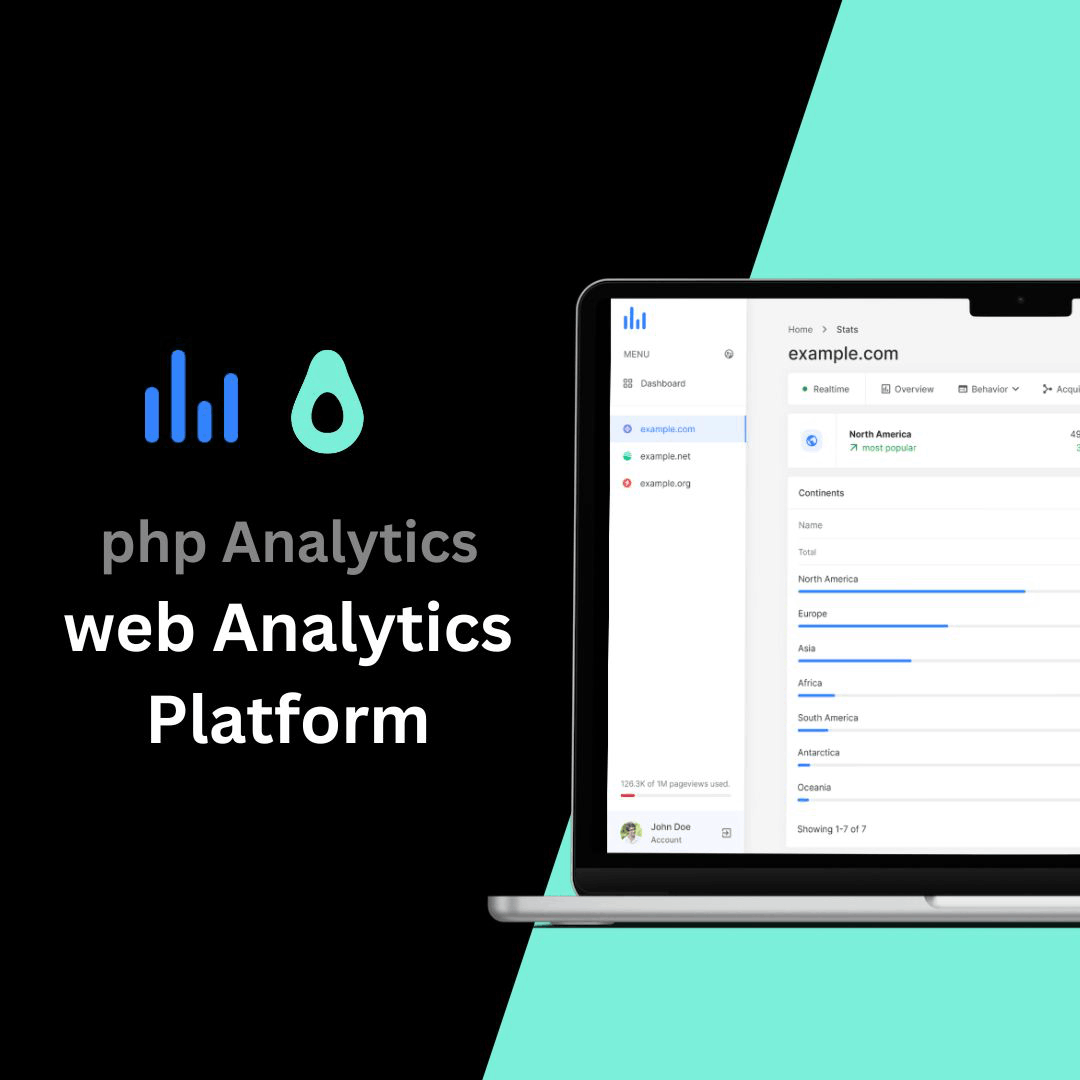 php Analytics
web Analytics
Platform
MENU
Dashboard
example.com
example.net
example.org
126.3K of 1M pageviews used.
John Doe
Account
Home > Stats
example.com
Realtime Overview Behavior
North America 49
most popular 3
Continents
Name
Total
North America
Europe
Asia
Africa
South America
Antarctica
Oceania
Showing 1-7 of 7